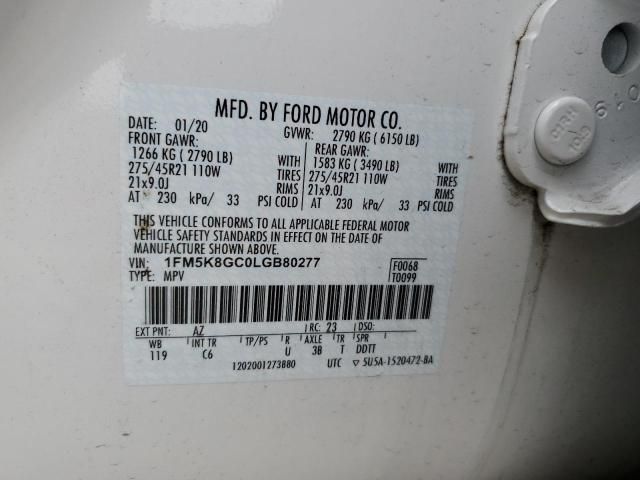 MFD. BY FORD MOTOR CO.
DATE: 01/20 GVWR: 2790 KG ( 6150 LB)
FRONT GAWR: REAR GAWR:
1266 KG ( 2790 LB) WITH 1583 KG ( 3490 LB) WITH
275/45R21 110W TIRES 275/45R21 110W TIRES
21x9.0J RIMS 21x9.0J RIMS
AT 230 kPa/ 33 PSI COLD AT 230 kPa/ 33 PSI COLD
THIS VEHICLE CONFORMS TO ALL APPLICABLE FEDERAL MOTOR
VEHICLE SAFETY STANDARDS IN EFFECT ON THE DATE OF
MANUFACTURE SHOWN ABOVE.
VIN: 1FM5K8GC0LGB80277 F0068
TYPE: MPV T0099
EXT PNT: AZ RC: 23 DSO:
WB INT TR TP/PS R AXLE TR SPR
119 C6 U 3B T DDTT
1202001273880 UTC ▽ 5U5A-1520472-BA